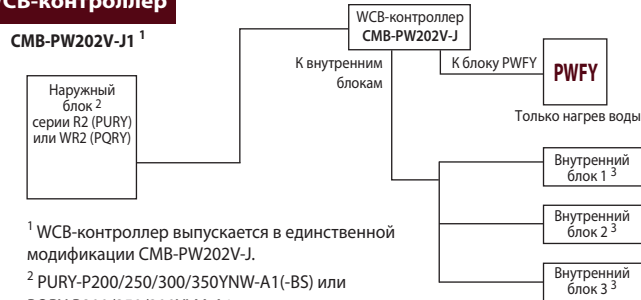 WCB-контроллер
CMB-PW202V-J1 ¹
WCB-контроллер
CMB-PW202V-J
К внутренним
блокам
К блоку PWFY
PWFY
Только нагрев воды
Наружный
блок ²
серии R2 (PURY)
или WR2 (PQRY)
Внутренний
блок 1 ³
Внутренний
блок 2 ³
Внутренний
блок 3 ³
¹ WCB-контроллер выпускается в единственной
модификации CMB-PW202V-J.
² PURY-P200/250/300/350YNW-A1(-BS) или